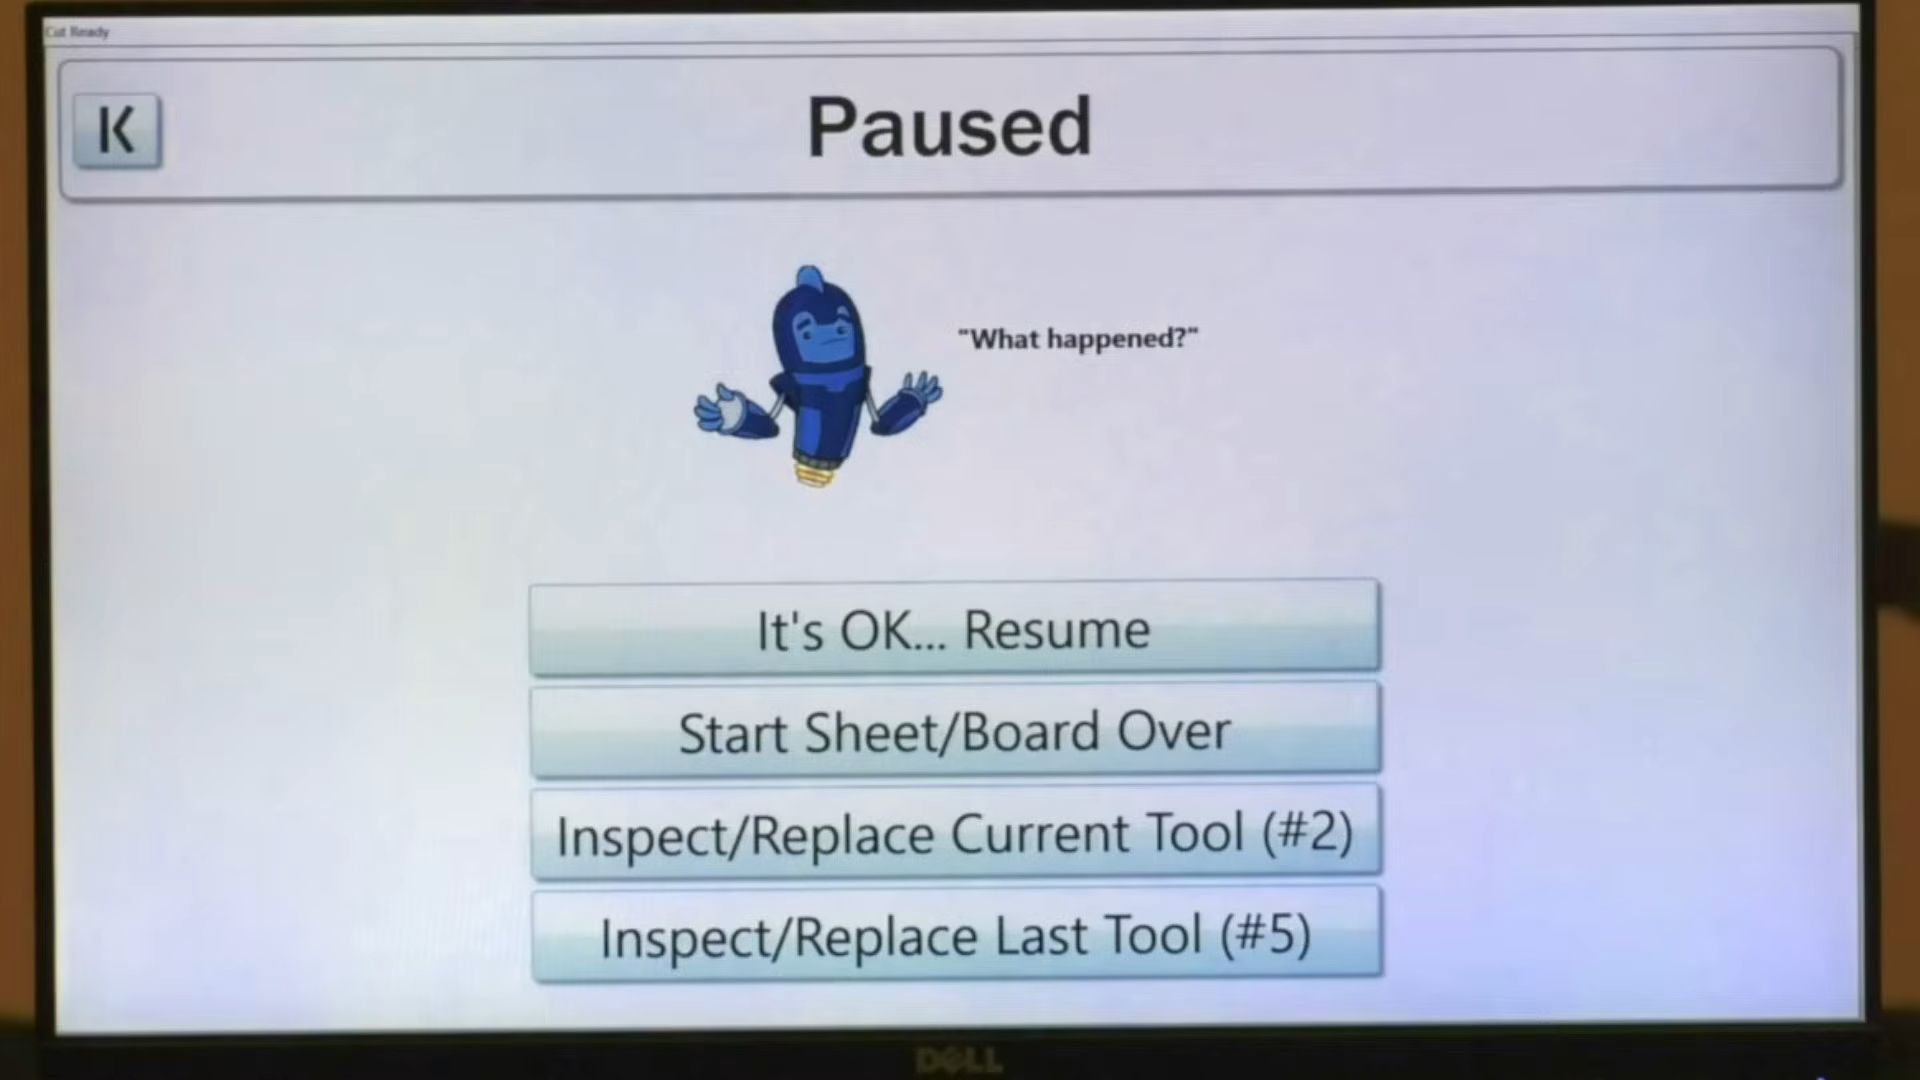 Cut Ready
Paused
"What happened?"
It's OK... Resume
Start Sheet/Board Over
Inspect/Replace Current Tool (#2)
Inspect/Replace Last Tool (#5)
DELL